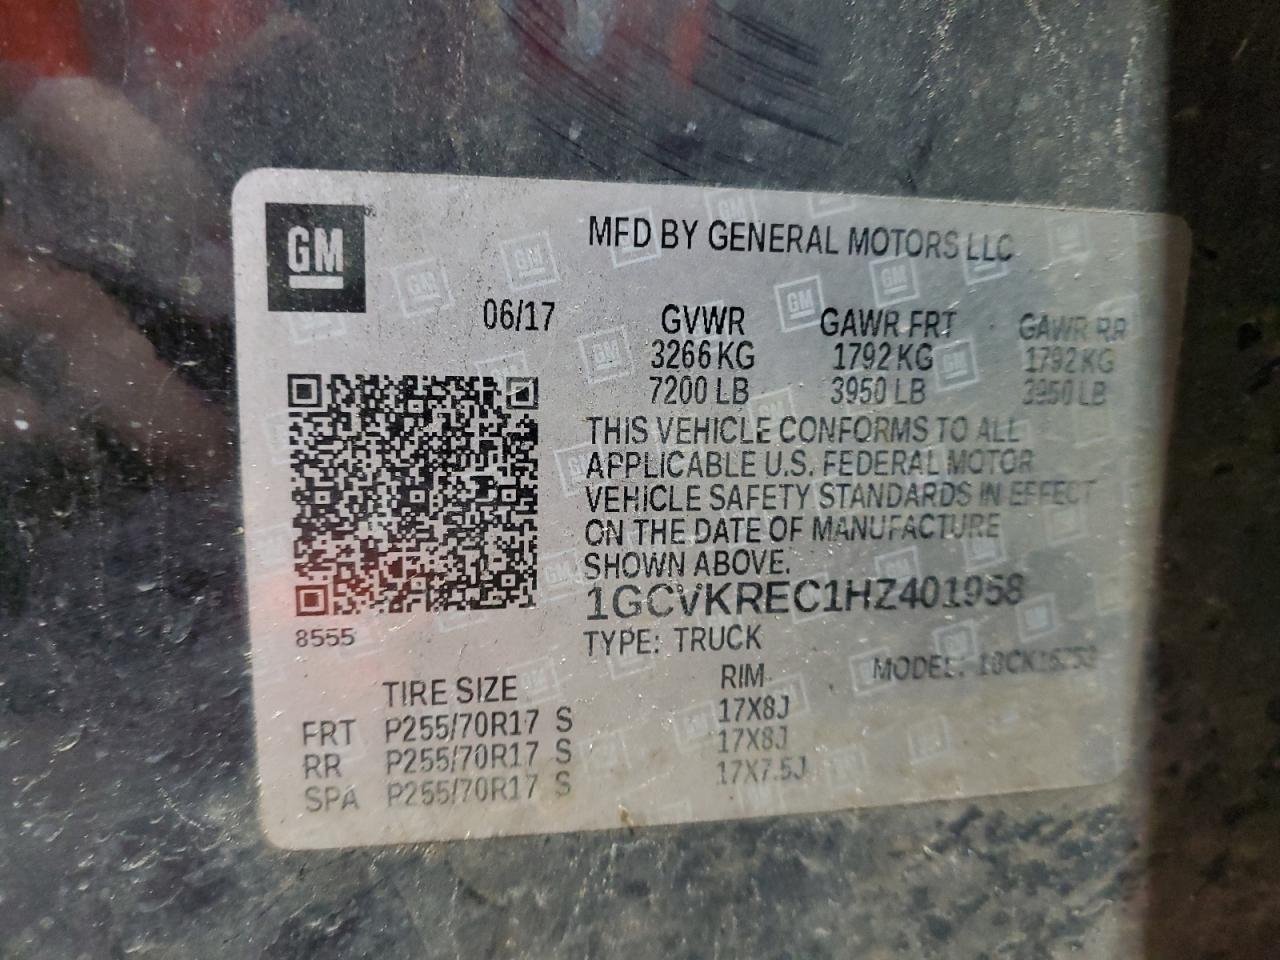 GM
MFD BY GENERAL MOTORS LLC
06/17 GVWR GAWR FRT GAWR RR
3266 KG 1792 KG 1792 KG
7200 LB 3950 LB 3950 LB
THIS VEHICLE CONFORMS TO ALL
APPLICABLE U.S. FEDERAL MOTOR
VEHICLE SAFETY STANDARDS IN EFFECT
ON THE DATE OF MANUFACTURE
SHOWN ABOVE.
1GCVKREC1HZ401958
8555
TYPE: TRUCK
MODEL:
TIRE SIZE RIM
FRT P255/70R17 S 17X8J
RR P255/70R17 S 17X8J
SPA P255/70R17 S 17X7.5J